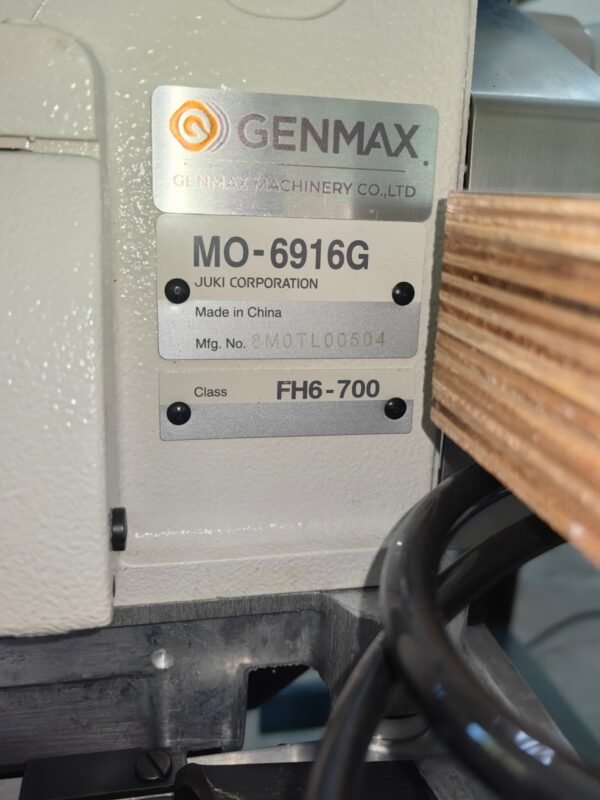 GENMAX
GENMAX MACHINERY CO.,LTD
MO-6916G
JUKI CORPORATION
Made in China
Mfg. No. 8M0TL00504
Class FH6-700